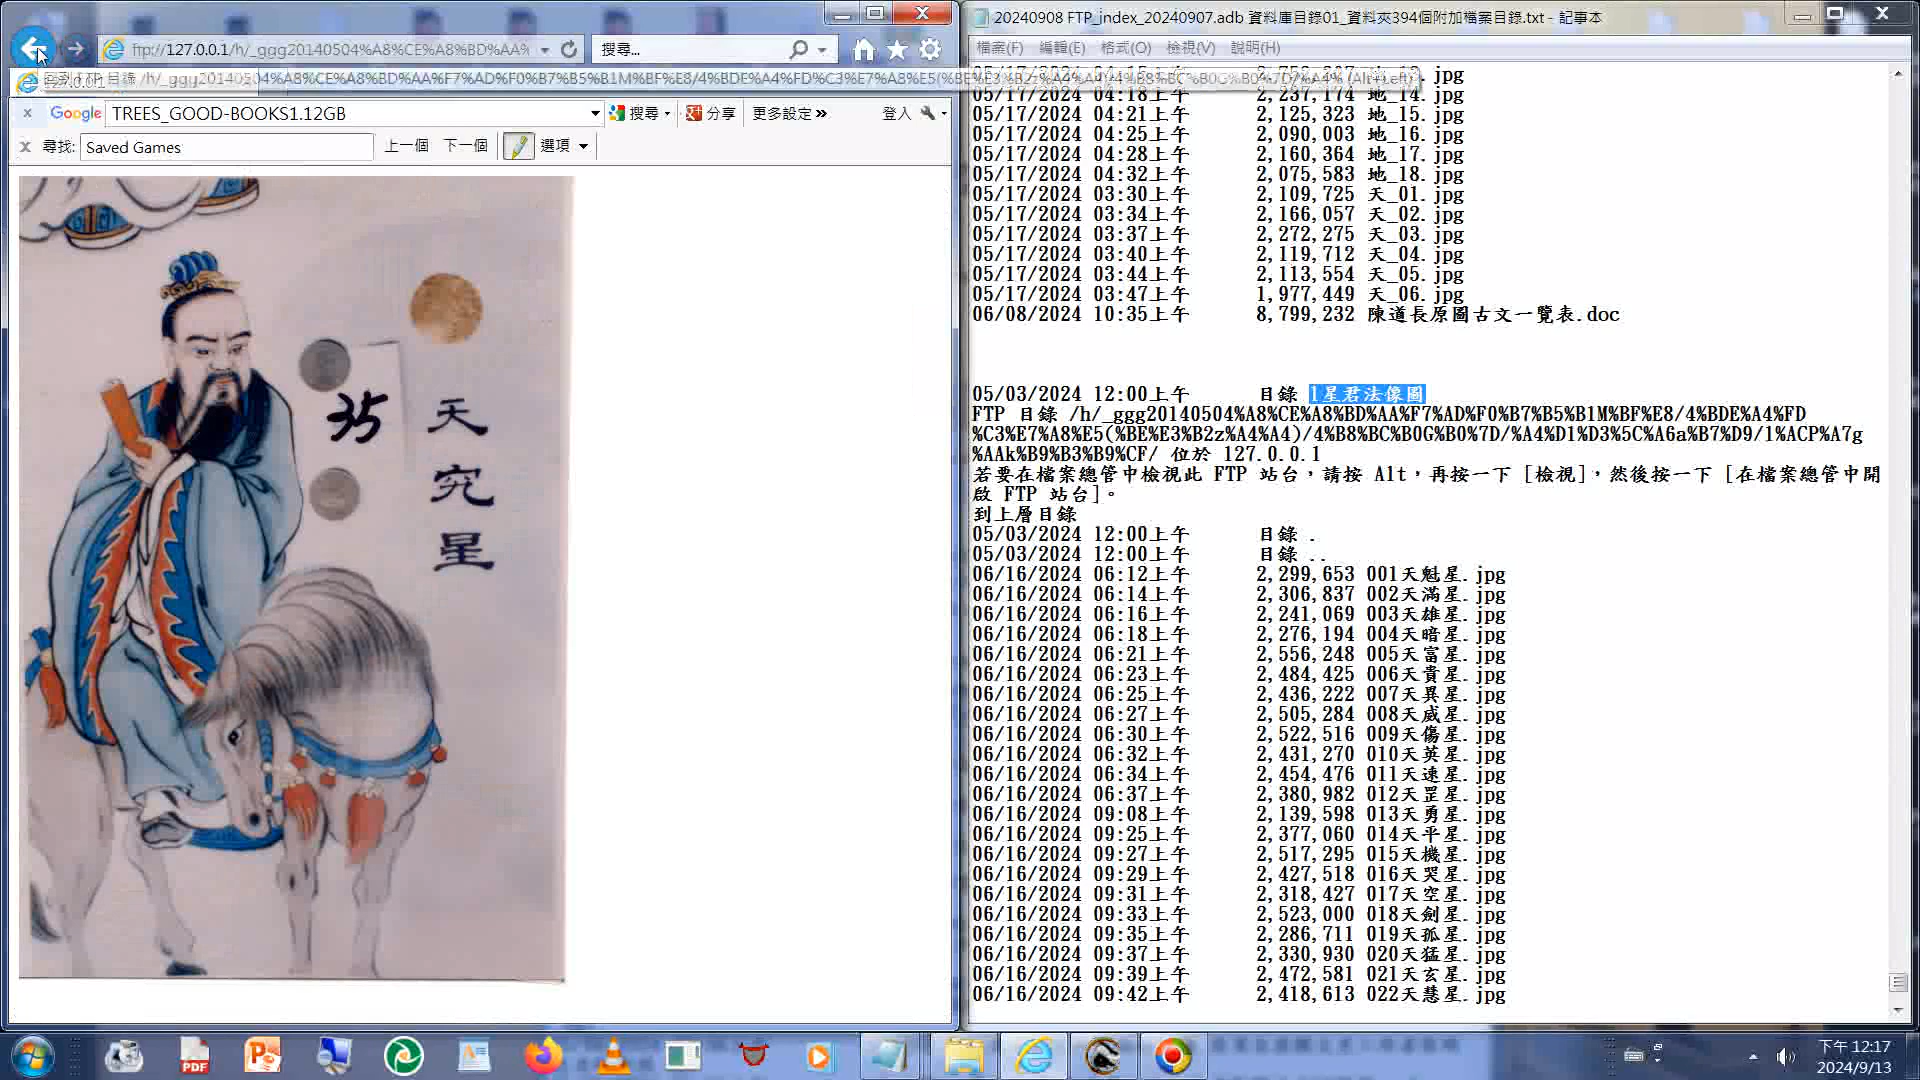 ftp://127.0.0.1/h/_ggg20140504%A8%CE%A8%BD%AA%
搜尋...
Google TREES_GOOD-BOOKS1.12GB 搜尋 分享 更多設定 » 登入
x 尋找: Saved Games 上一個 下一個 選項
天究星
20240908 FTP_index_20240907.adb 資料庫目錄01_資料夾394個附加檔案目錄.txt - 記事本
檔案(F) 編輯(E) 格式(O) 檢視(V) 說明(H)
05/17/2024 04:18上午 2,237,174 地_14.jpg
05/17/2024 04:21上午 2,125,323 地_15.jpg
05/17/2024 04:25上午 2,090,003 地_16.jpg
05/17/2024 04:28上午 2,160,364 地_17.jpg
05/17/2024 04:32上午 2,075,583 地_18.jpg
05/17/2024 03:30上午 2,109,725 天_01.jpg
05/17/2024 03:34上午 2,166,057 天_02.jpg
05/17/2024 03:37上午 2,272,275 天_03.jpg
05/17/2024 03:40上午 2,119,712 天_04.jpg
05/17/2024 03:44上午 2,113,554 天_05.jpg
05/17/2024 03:47上午 1,977,449 天_06.jpg
06/08/2024 10:35上午 8,799,232 陳道長原圖古文一覽表.doc
05/03/2024 12:00上午 目錄 1星君法像圖
FTP 目錄 /h/_ggg20140504%A8%CE%A8%BD%AA%F7%AD%F0%B7%B5%B1M%BF%E8/4%BDE%A4%FD
%C3%E7%A8%E5(%BE%E3%B2z%A4%A4)/4%B8%BC%B0G%B0%7D/%A4%D1%D3%5C%A6a%B7%D9/1%ACP%A7g
%AAk%B9%B3%B9%CF/ 位於 127.0.0.1
若要在檔案總管中檢視此 FTP 站台，請按 Alt，再按一下 [檢視]，然後按一下 [在檔案總管中開
啟 FTP 站台]。
到上層目錄
05/03/2024 12:00上午 目錄 .
05/03/2024 12:00上午 目錄 ..
06/16/2024 06:12上午 2,299,653 001天魁星.jpg
06/16/2024 06:14上午 2,306,837 002天滿星.jpg
06/16/2024 06:16上午 2,241,069 003天雄星.jpg
06/16/2024 06:18上午 2,276,194 004天暗星.jpg
06/16/2024 06:21上午 2,556,248 005天富星.jpg
06/16/2024 06:23上午 2,484,425 006天貴星.jpg
06/16/2024 06:25上午 2,436,222 007天異星.jpg
06/16/2024 06:27上午 2,505,284 008天威星.jpg
06/16/2024 06:30上午 2,522,516 009天傷星.jpg
06/16/2024 06:32上午 2,431,270 010天英星.jpg
06/16/2024 06:34上午 2,454,476 011天速星.jpg
06/16/2024 06:37上午 2,380,982 012天罡星.jpg
06/16/2024 09:08上午 2,139,598 013天勇星.jpg
06/16/2024 09:25上午 2,377,060 014天平星.jpg
06/16/2024 09:27上午 2,517,295 015天機星.jpg
06/16/2024 09:29上午 2,427,518 016天哭星.jpg
06/16/2024 09:31上午 2,318,427 017天空星.jpg
06/16/2024 09:33上午 2,523,000 018天劍星.jpg
06/16/2024 09:35上午 2,286,711 019天孤星.jpg
06/16/2024 09:37上午 2,330,930 020天猛星.jpg
06/16/2024 09:39上午 2,472,581 021天玄星.jpg
06/16/2024 09:42上午 2,418,613 022天慧星.jpg
下午 12:17
2024/9/13